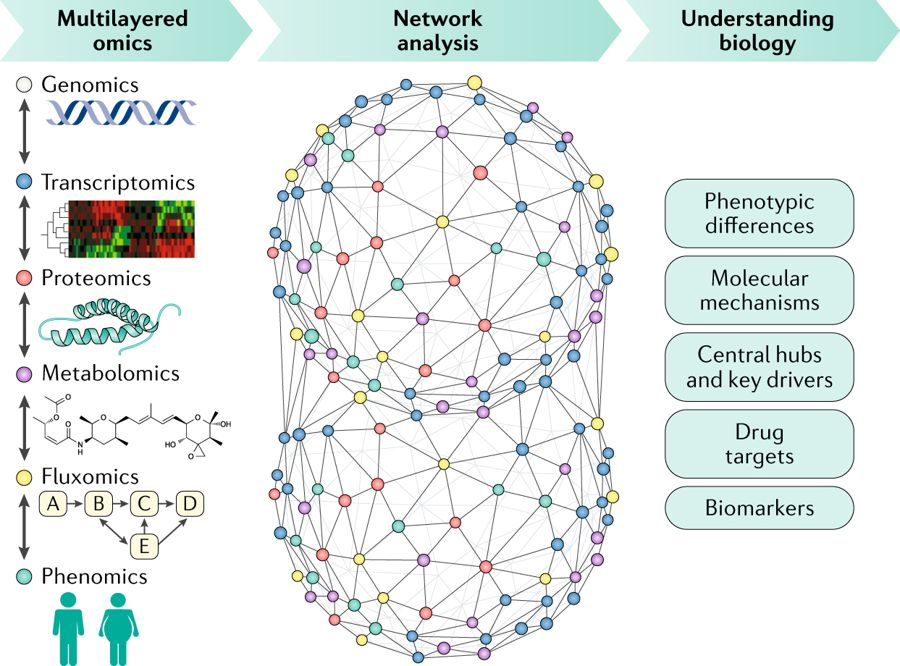 Multilayered
omics
Network
analysis
Understanding
biology
Genomics
Transcriptomics
Proteomics
Metabolomics
O
O
O
N
H
O
HO
O
OH
O
Fluxomics
A B C D
E
Phenomics
Phenotypic
differences
Molecular
mechanisms
Central hubs
and key drivers
Drug
targets
Biomarkers